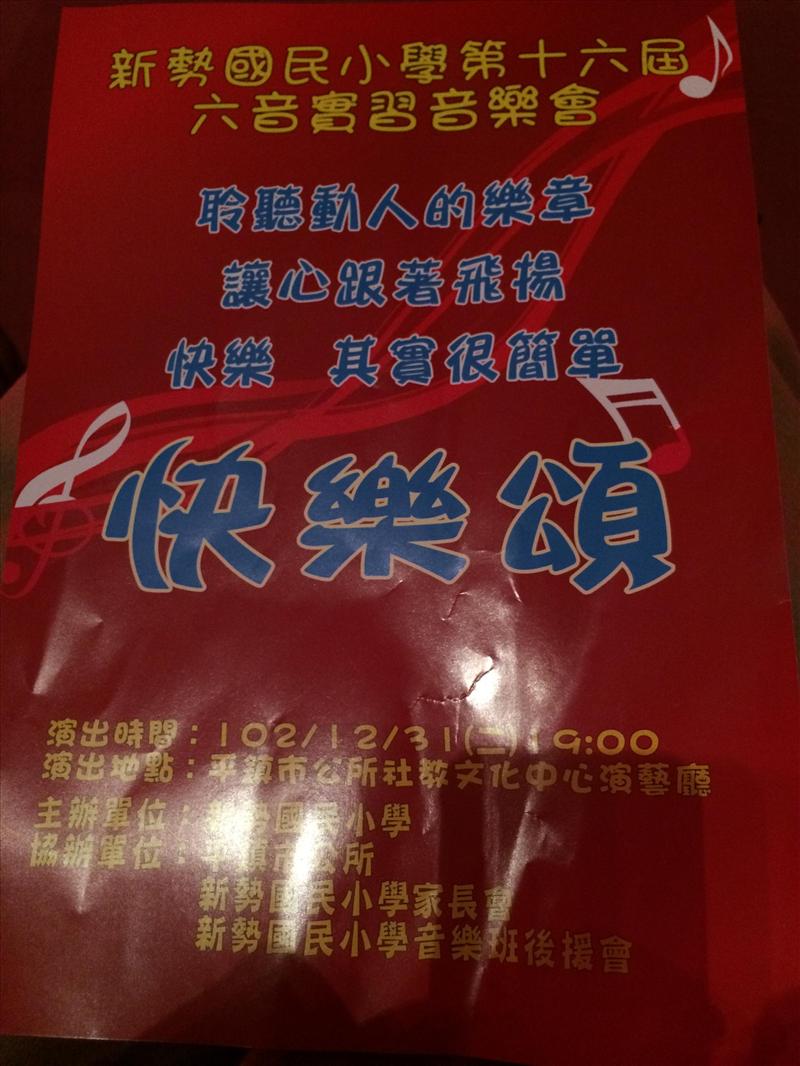 新勢國民小學第十六屆
六音實習音樂會
聆聽動人的樂章
讓心跟著飛揚
快樂 其實很簡單
快樂頌
演出時間：102/12/31(二)19:00
演出地點：平鎮市公所社教文化中心演藝廳
主辦單位：新勢國民小學
協辦單位：平鎮市公所
新勢國民小學家長會
新勢國民小學音樂班後援會